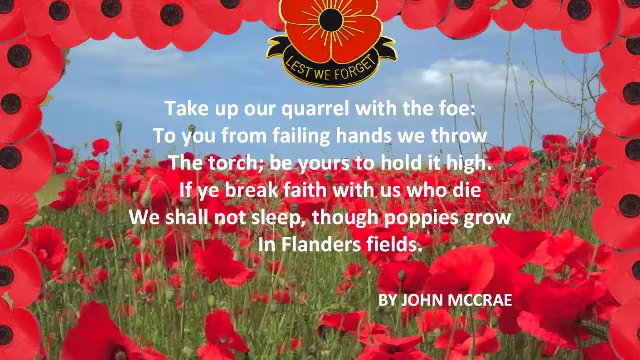 LEST WE FORGET
Take up our quarrel with the foe:
To you from failing hands we throw
The torch; be yours to hold it high.
If ye break faith with us who die
We shall not sleep, though poppies grow
In Flanders fields.
BY JOHN MCCRAE